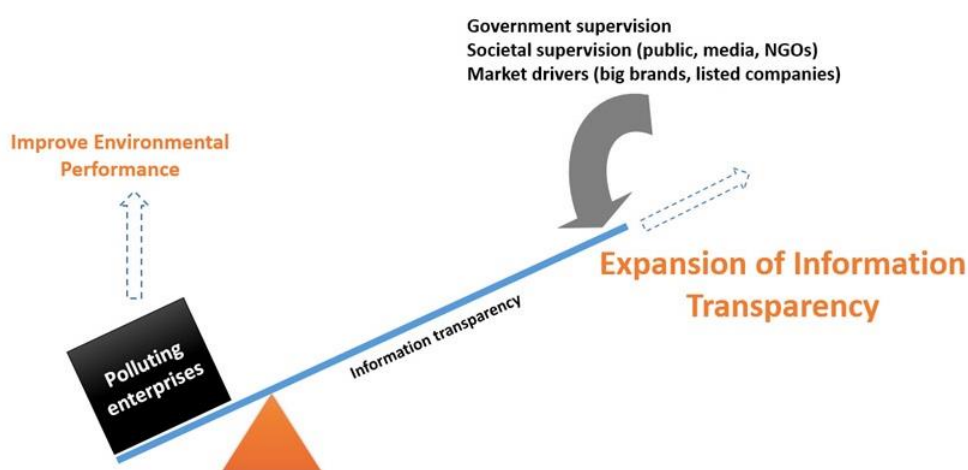 Government supervision
Societal supervision (public, media, NGOs)
Market drivers (big brands, listed companies)
Improve Environmental
Performance
Expansion of Information
Transparency
Information transparency
Polluting
enterprises